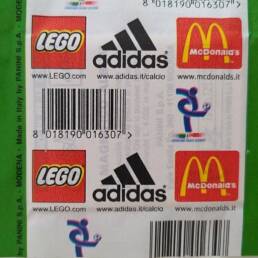 8 018190 016307 >
LEGO adidas McDonald's
www.LEGO.com www.adidas.it/calcio www.mcdonalds.it
8 018190 016307 >
LEGO adidas McDonald's
www.LEGO.com www.adidas.it/calcio www.mcdonalds.it
Made in Italy by PANINI S.p.A. - MODENA